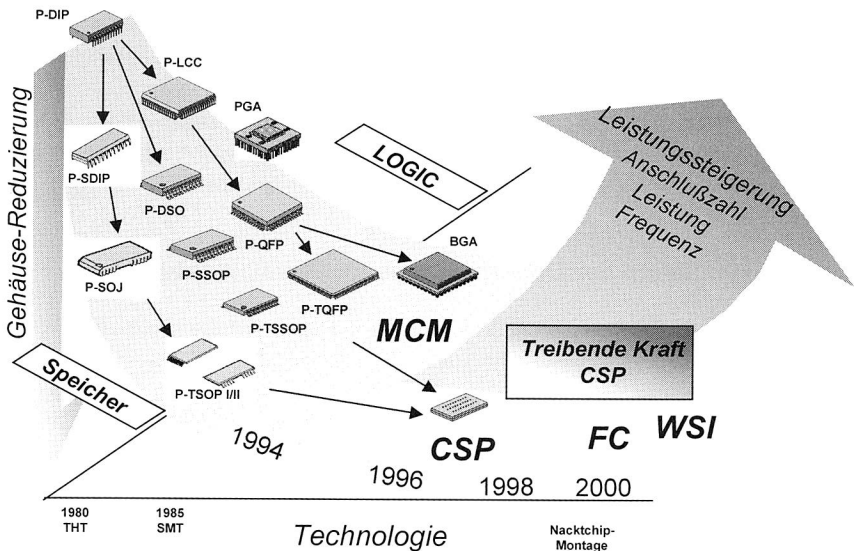 P-DIP
P-LCC
PGA
Gehäuse-Reduzierung
LOGIC
Leistungssteigerung
Anschlußzahl
Leistung
Frequenz
P-SDIP
P-DSO
P-QFP
BGA
P-SOJ
P-SSOP
P-TQFP
P-TSSOP
MCM
Treibende Kraft
CSP
Speicher
P-TSOP I/II
CSP
FC
WSI
1994
1996
1998
2000
1980
THT
1985
SMT
Technologie
Nacktchip-
Montage